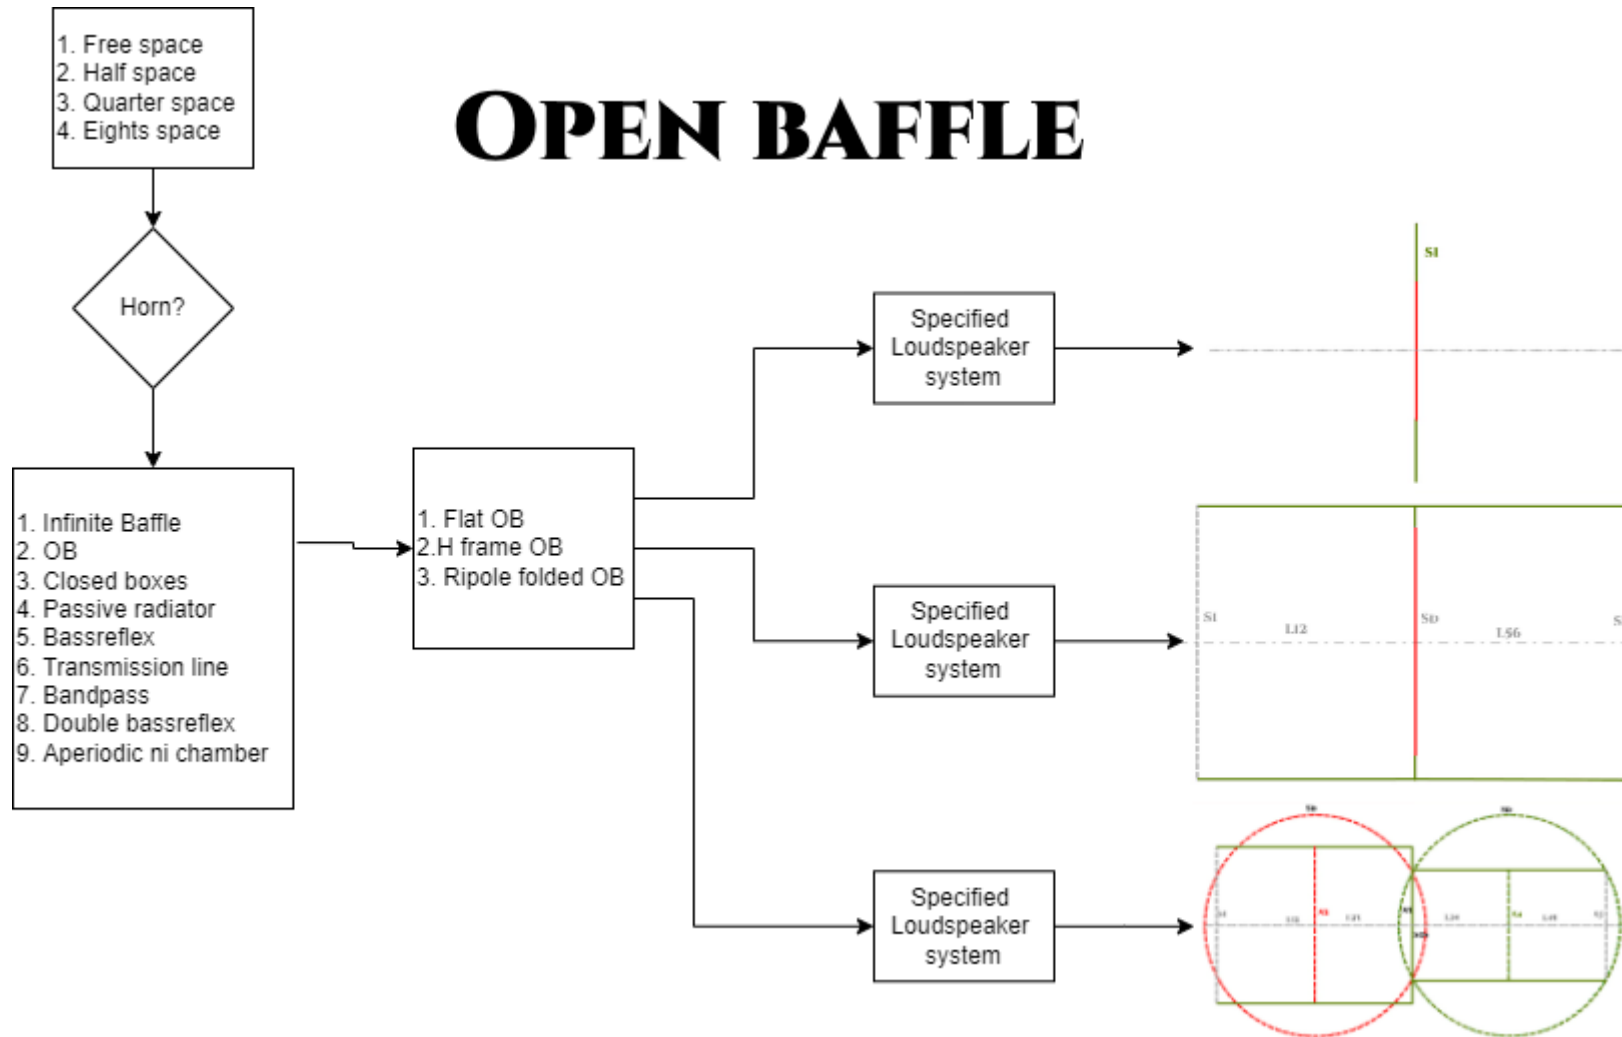 1. Free space
2. Half space
3. Quarter space
4. Eights space
OPEN BAFFLE
Horn?
1. Infinite Baffle
2. OB
3. Closed boxes
4. Passive radiator
5. Bassreflex
6. Transmission line
7. Bandpass
8. Double bassreflex
9. Aperiodic ni chamber
1. Flat OB
2.H frame OB
3. Ripole folded OB
Specified
Loudspeaker
system
S1
Specified
Loudspeaker
system
S1
L12
SD
L56
Specified
Loudspeaker
system